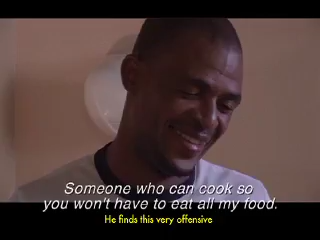 Someone who can cook so
you won't have to eat all my food.
He finds this very offensive